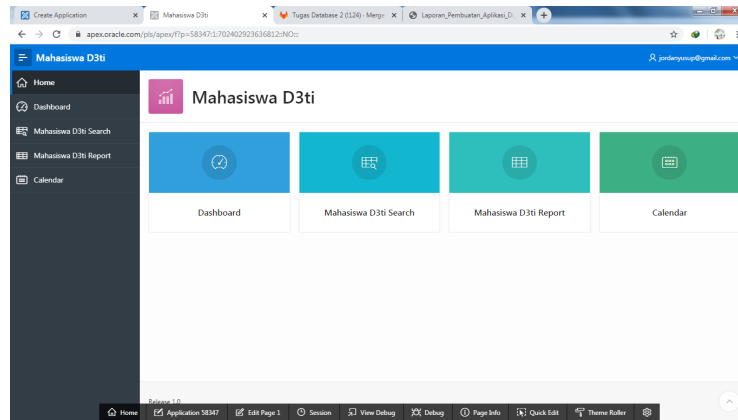 Create Application
Mahasiswa D3ti
Tugas Database 2 (!124) · Merge
Laporan_Pembuatan_Aplikasi_D
apex.oracle.com/pls/apex/f?p=58347:1:702402923636812::NO:::
Mahasiswa D3ti
jordanyusup@gmail.com
Home
Dashboard
Mahasiswa D3ti Search
Mahasiswa D3ti Report
Calendar
Mahasiswa D3ti
Dashboard
Mahasiswa D3ti Search
Mahasiswa D3ti Report
Calendar
Release 1.0
Home
Application 58347
Edit Page 1
Session
View Debug
Debug
Page Info
Quick Edit
Theme Roller